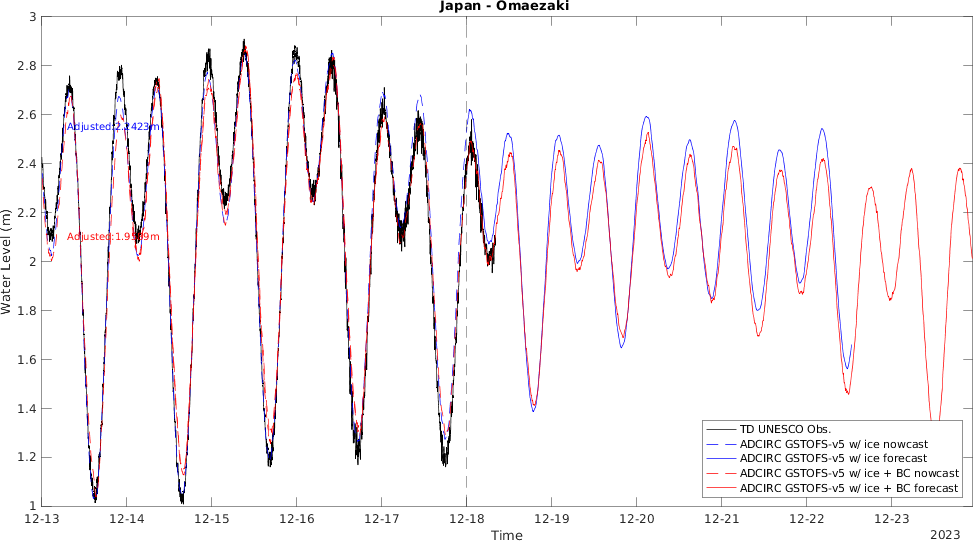 Japan - Omaezaki
3
2.8
2.6
2.4
2.2
2
1.8
1.6
1.4
1.2
1
Water Level (m)
Adjusted:
Adjusted:
TD UNESCO Obs.
ADCIRC GSTOFS-v5 w/ ice nowcast
ADCIRC GSTOFS-v5 w/ ice forecast
ADCIRC GSTOFS-v5 w/ ice + BC nowcast
ADCIRC GSTOFS-v5 w/ ice + BC forecast
12-13 12-14 12-15 12-16 12-17 12-18 12-19 12-20 12-21 12-22 12-23
Time
2023